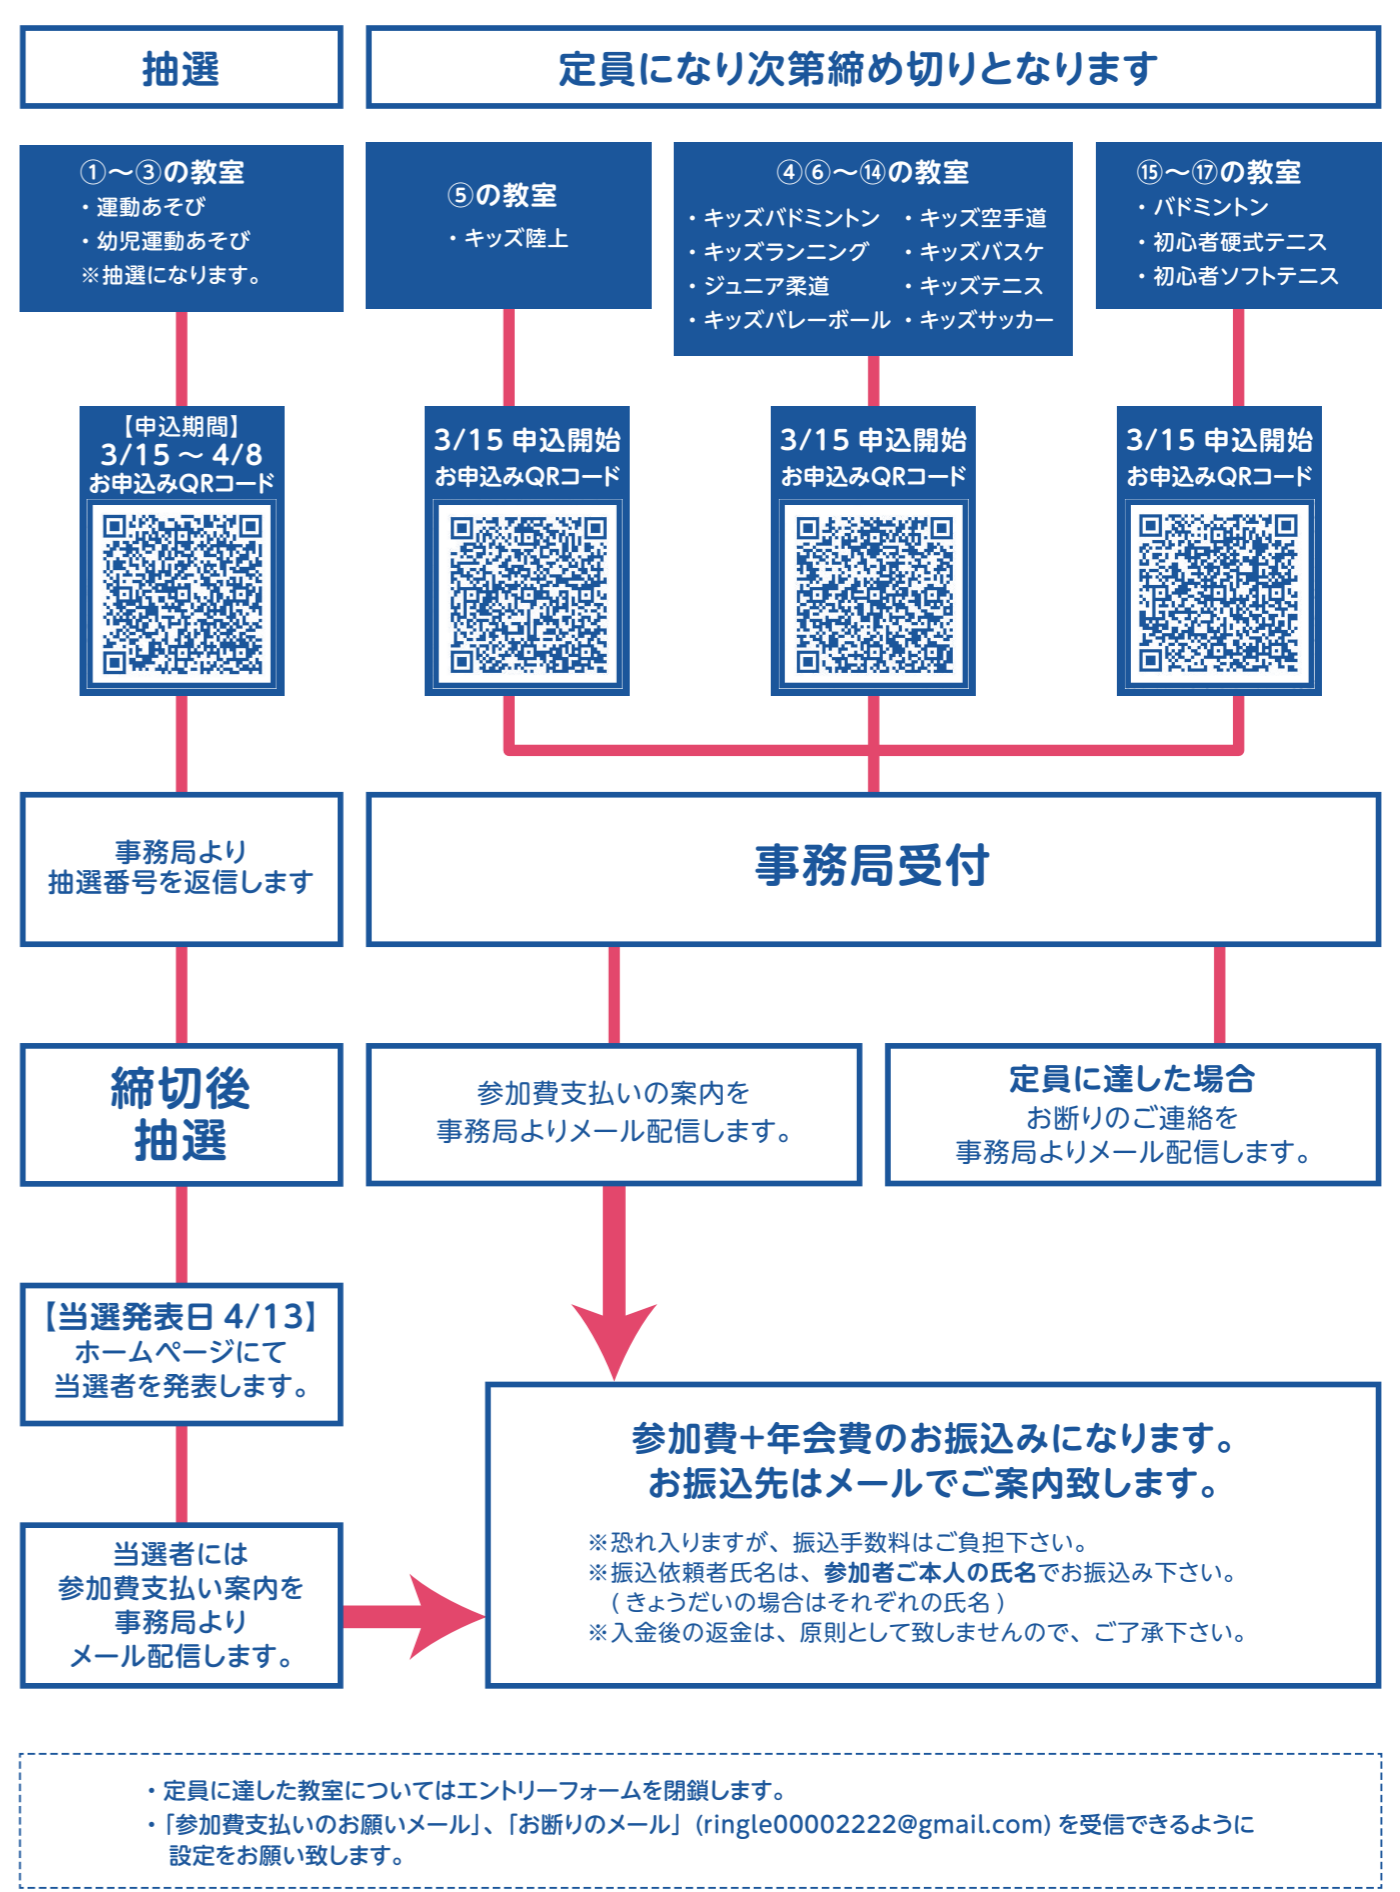 抽選
定員になり次第締め切りとなります
①～③の教室
・運動あそび
・幼児運動あそび
※抽選になります。
⑤の教室
・キッズ陸上
④⑥～⑭の教室
・キッズバドミントン
・キッズランニング
・ジュニア柔道
・キッズバレーボール
・キッズ空手道
・キッズバスケ
・キッズテニス
・キッズサッカー
⑮～⑰の教室
・バドミントン
・初心者硬式テニス
・初心者ソフトテニス
【申込期間】
3/15～4/8
お申込みQRコード
3/15 申込開始
お申込みQRコード
3/15 申込開始
お申込みQRコード
3/15 申込開始
お申込みQRコード
事務局より
抽選番号を返信します
事務局受付
締切後
抽選
参加費支払いの案内を
事務局よりメール配信します。
定員に達した場合
お断りのご連絡を
事務局よりメール配信します。
【当選発表日 4/13】
ホームページにて
当選者を発表します。
当選者には
参加費支払い案内を
事務局より
メール配信します。
参加費＋年会費のお振込みになります。
お振込先はメールでご案内致します。
※恐れ入りますが、振込手数料はご負担下さい。
※振込依頼者氏名は、参加者ご本人の氏名でお振込み下さい。
（きょうだいの場合はそれぞれの氏名）
※入金後の返金は、原則として致しませんので、ご了承下さい。
・定員に達した教室についてはエントリーフォームを閉鎖します。
・「参加費支払いのお願いメール」、「お断りのメール」(ringle00002222@gmail.com) を受信できるように
設定をお願い致します。